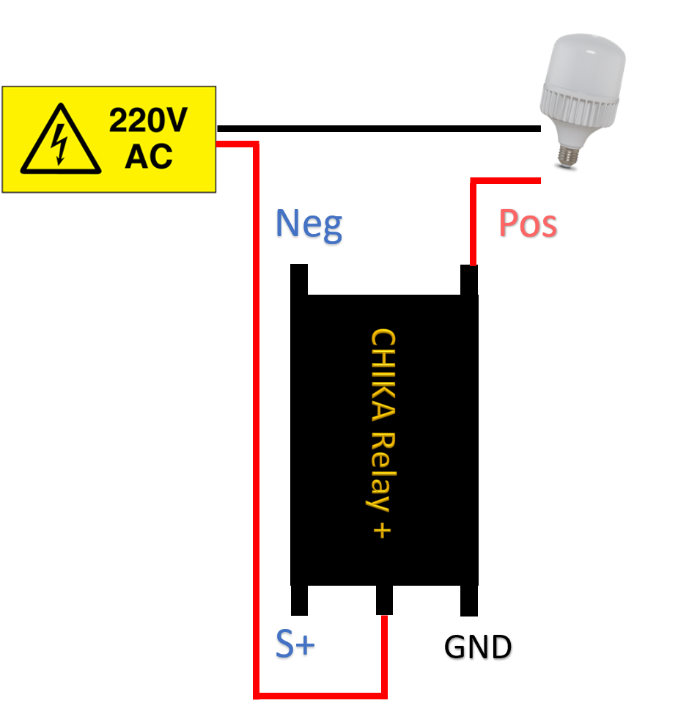 220V
AC
Neg
Pos
CHIKA Relay +
S+
GND